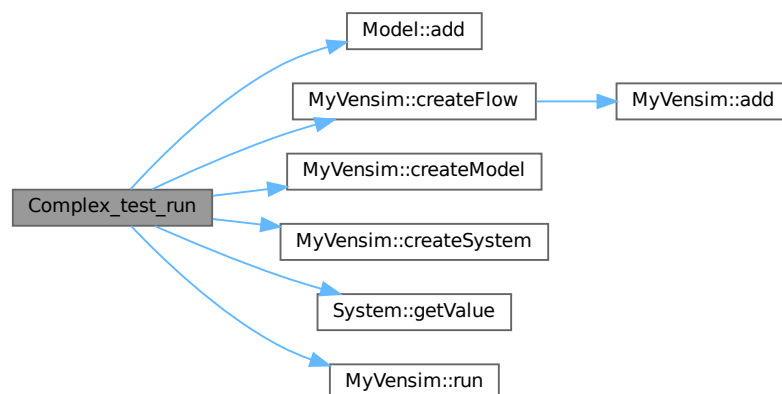 Model::add
MyVensim::createFlow
MyVensim::add
MyVensim::createModel
Complex_test_run
MyVensim::createSystem
System::getValue
MyVensim::run